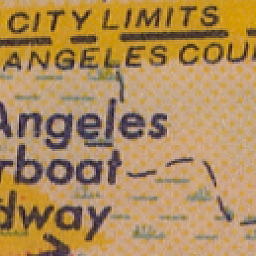 CITY LIMITS
ANGELES COU
Angeles
rboat
dway